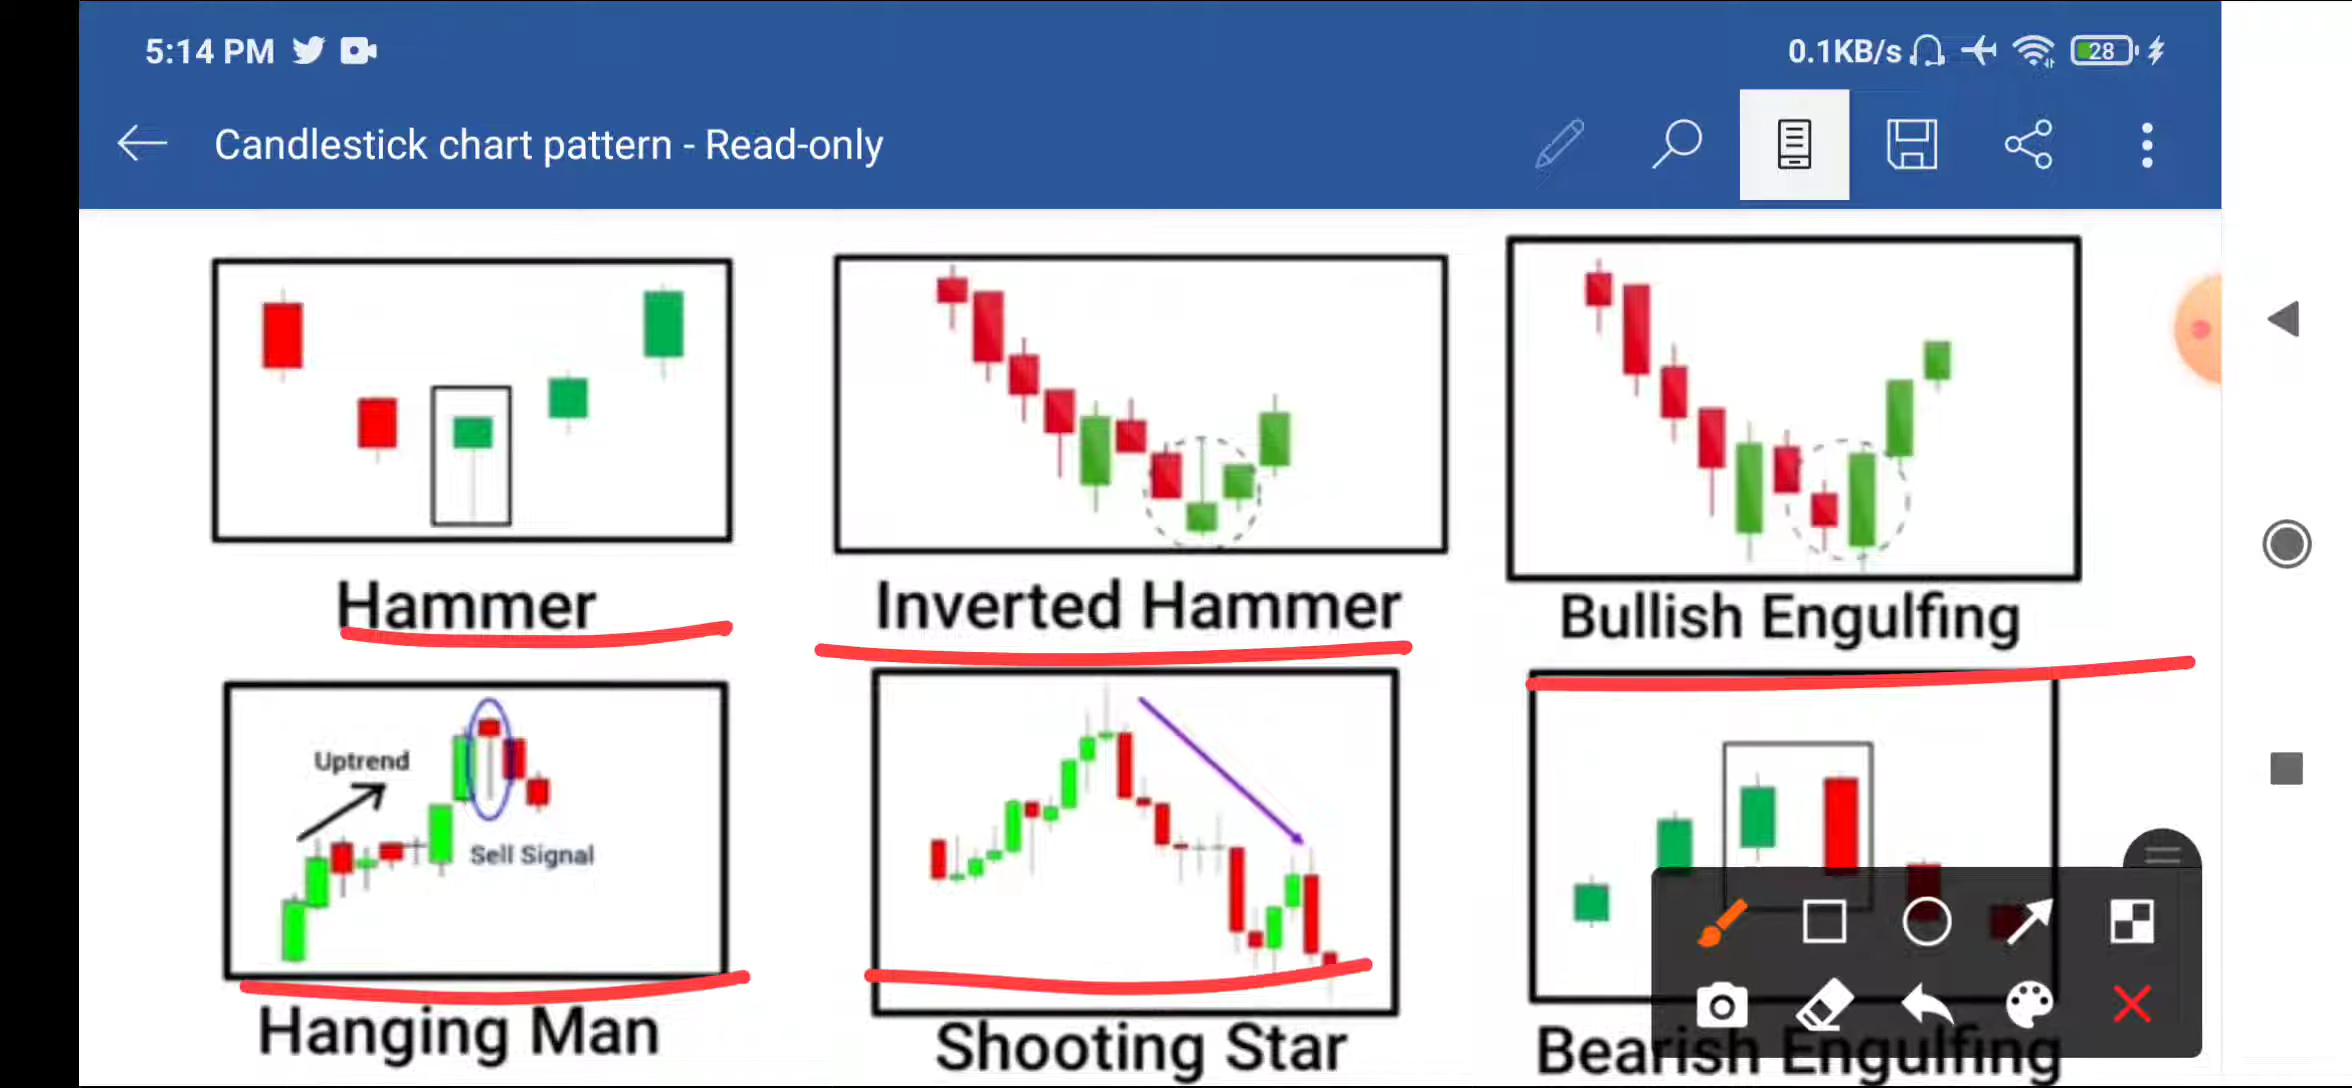 5:14 PM
0.1KB/s
28
Candlestick chart pattern - Read-only
Hammer
Inverted Hammer
Bullish Engulfing
Uptrend
Sell Signal
Hanging Man
Shooting Star
Bearish Engulfing